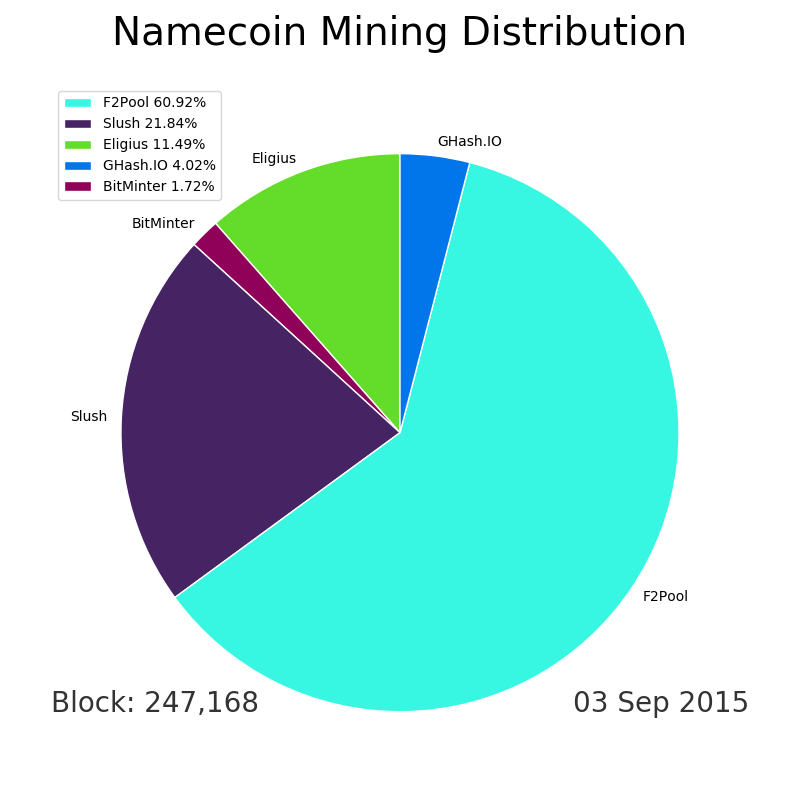 Namecoin Mining Distribution
F2Pool 60.92%
Slush 21.84%
Eligius 11.49%
GHash.IO 4.02%
BitMinter 1.72%
GHash.IO
Eligius
BitMinter
Slush
F2Pool
Block: 247,168
03 Sep 2015